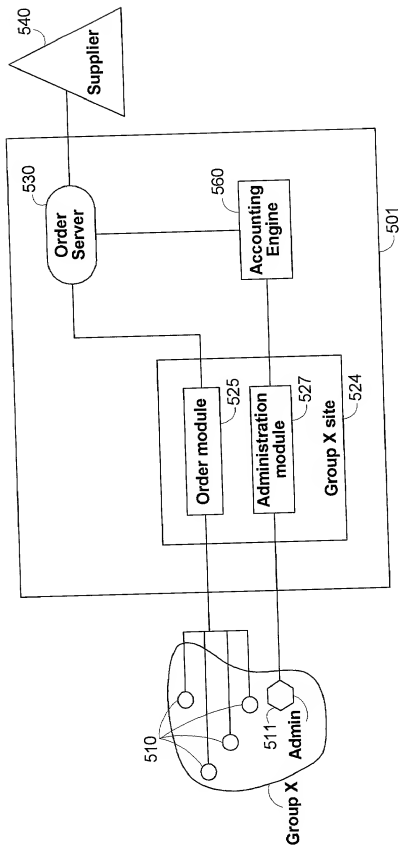 510
Group X
511
Admin
Order module
525
Administration
module
527
Group X site
524
Order
Server
530
Accounting
Engine
560
501
Supplier
540